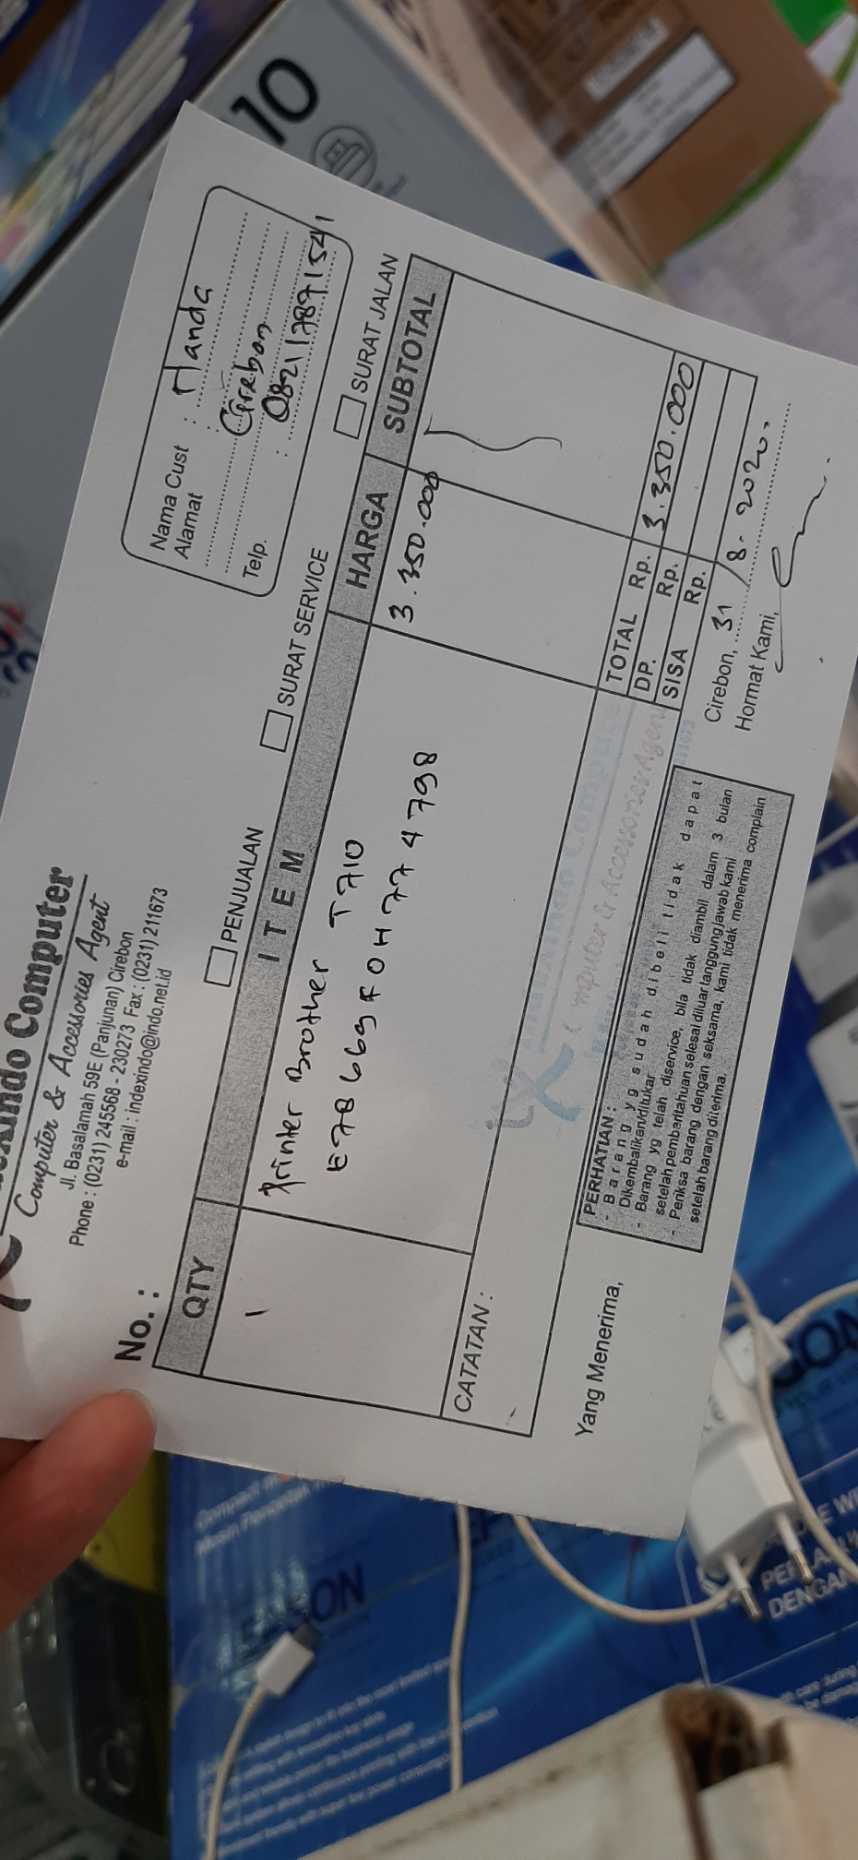 Computer
Computer & Accessories Agent
Jl. Basalamah 59E (Panjunan) Cirebon
Phone : (0231) 245568 - 230273 Fax : (0231) 211673
e-mail : indexindo@indo.net.id
Nama Cust :
Alamat : Cirebon
Telp. : 082117891541
No. :
PENJUALAN SURAT SERVICE SURAT JALAN
QTY ITEM HARGA SUBTOTAL
1 Printer Brother T710 3.350.000
E78669F0H774798
CATATAN :
TOTAL Rp. 3.350.000
DP. Rp.
SISA Rp.
PERHATIAN :
- Barang yg sudah dibeli tidak dapat
Dikembalikan/ditukar
- Barang yg telah diservice, bila tidak diambil dalam 3 bulan
setelah pemberitahuan selesai diluar tanggung jawab kami
- Periksa barang dengan seksama, kami tidak menerima complain
setelah barang diterima.
Yang Menerima,
Cirebon, 31 / 8 - 2020.
Hormat Kami,
10
EPSON